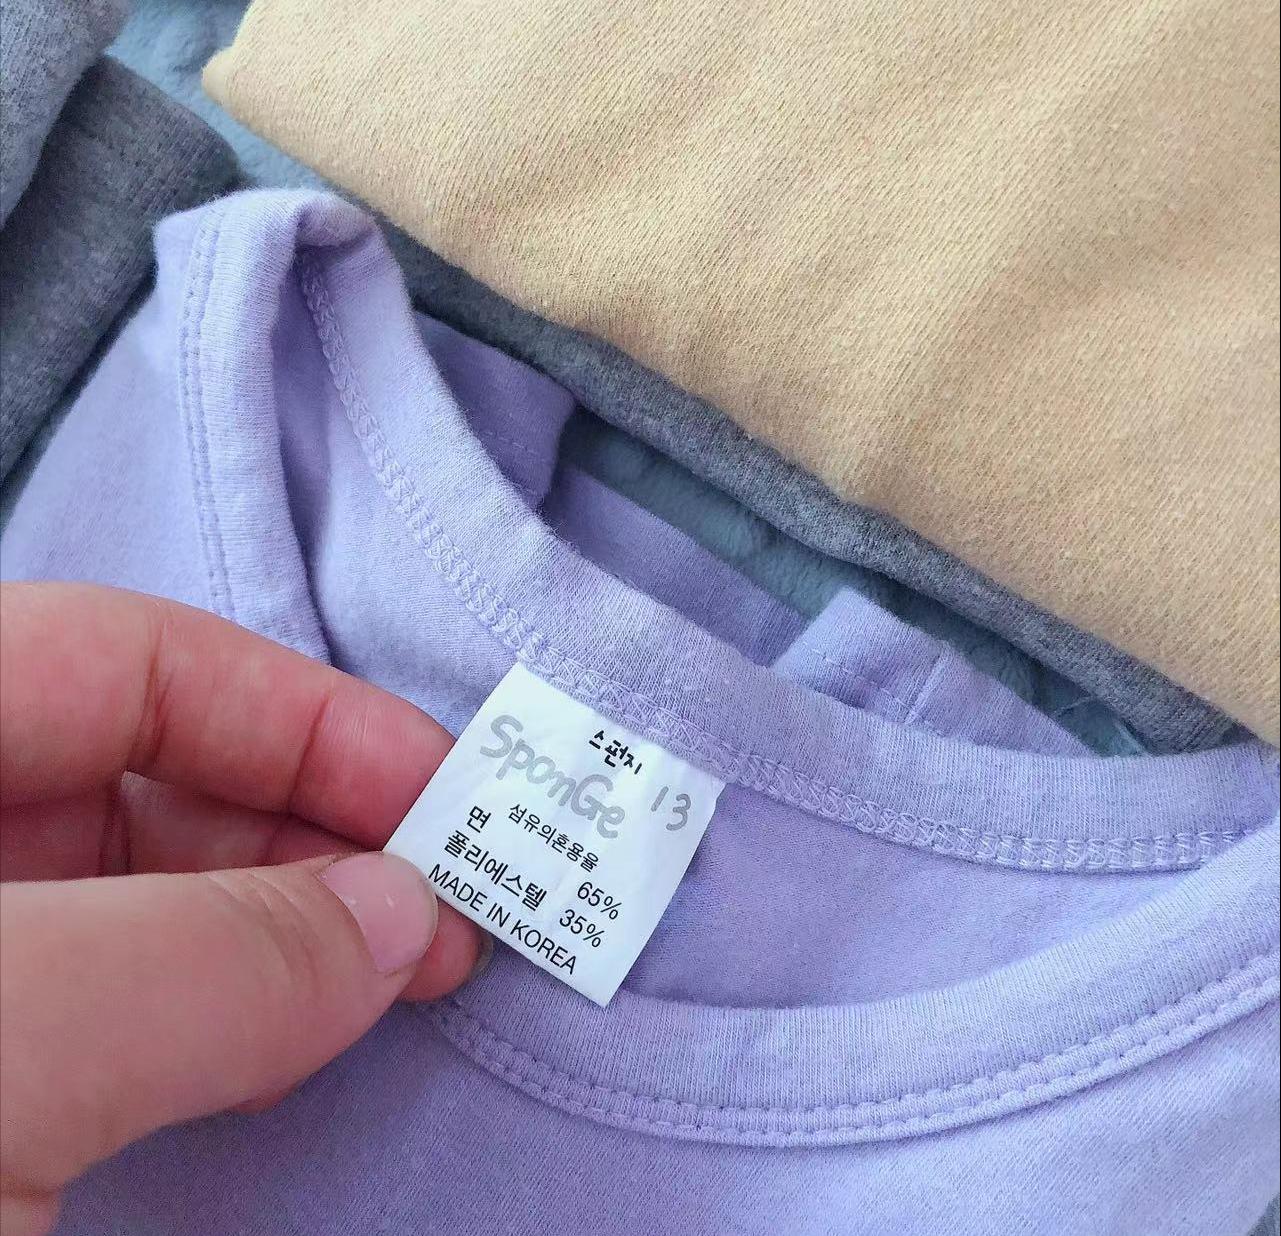 스펀지
SponGe 13
섬유의혼용율
면 65%
폴리에스텔 35%
MADE IN KOREA